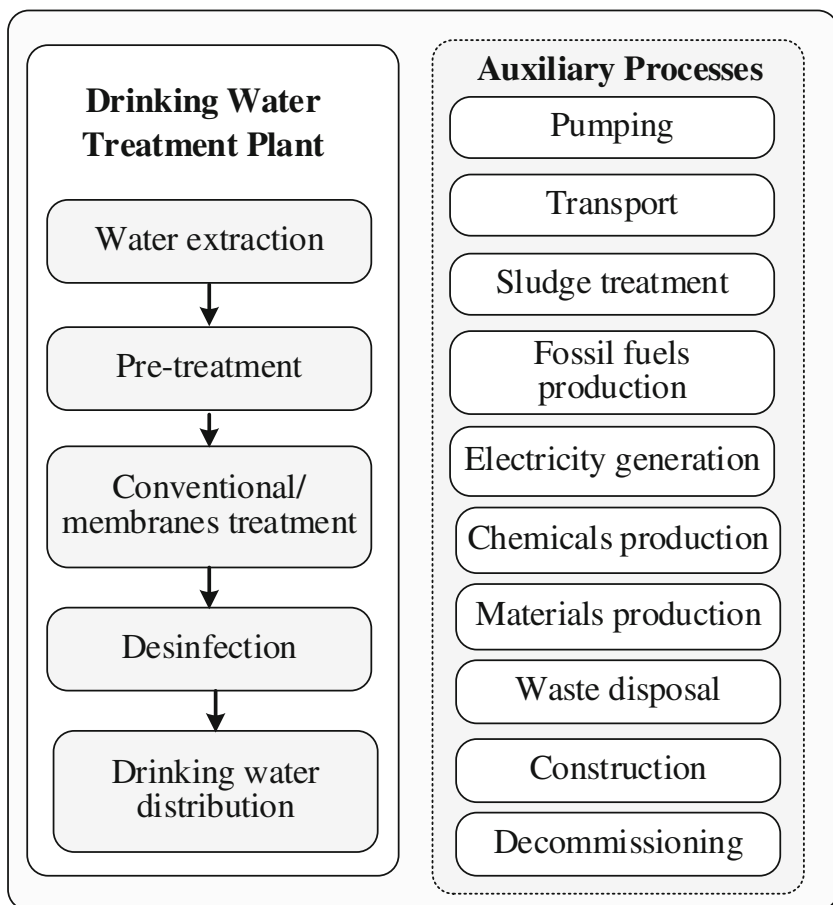 Drinking Water
Treatment Plant
Water extraction
Pre-treatment
Conventional/
membranes treatment
Desinfection
Drinking water
distribution
Auxiliary Processes
Pumping
Transport
Sludge treatment
Fossil fuels
production
Electricity generation
Chemicals production
Materials production
Waste disposal
Construction
Decommissioning